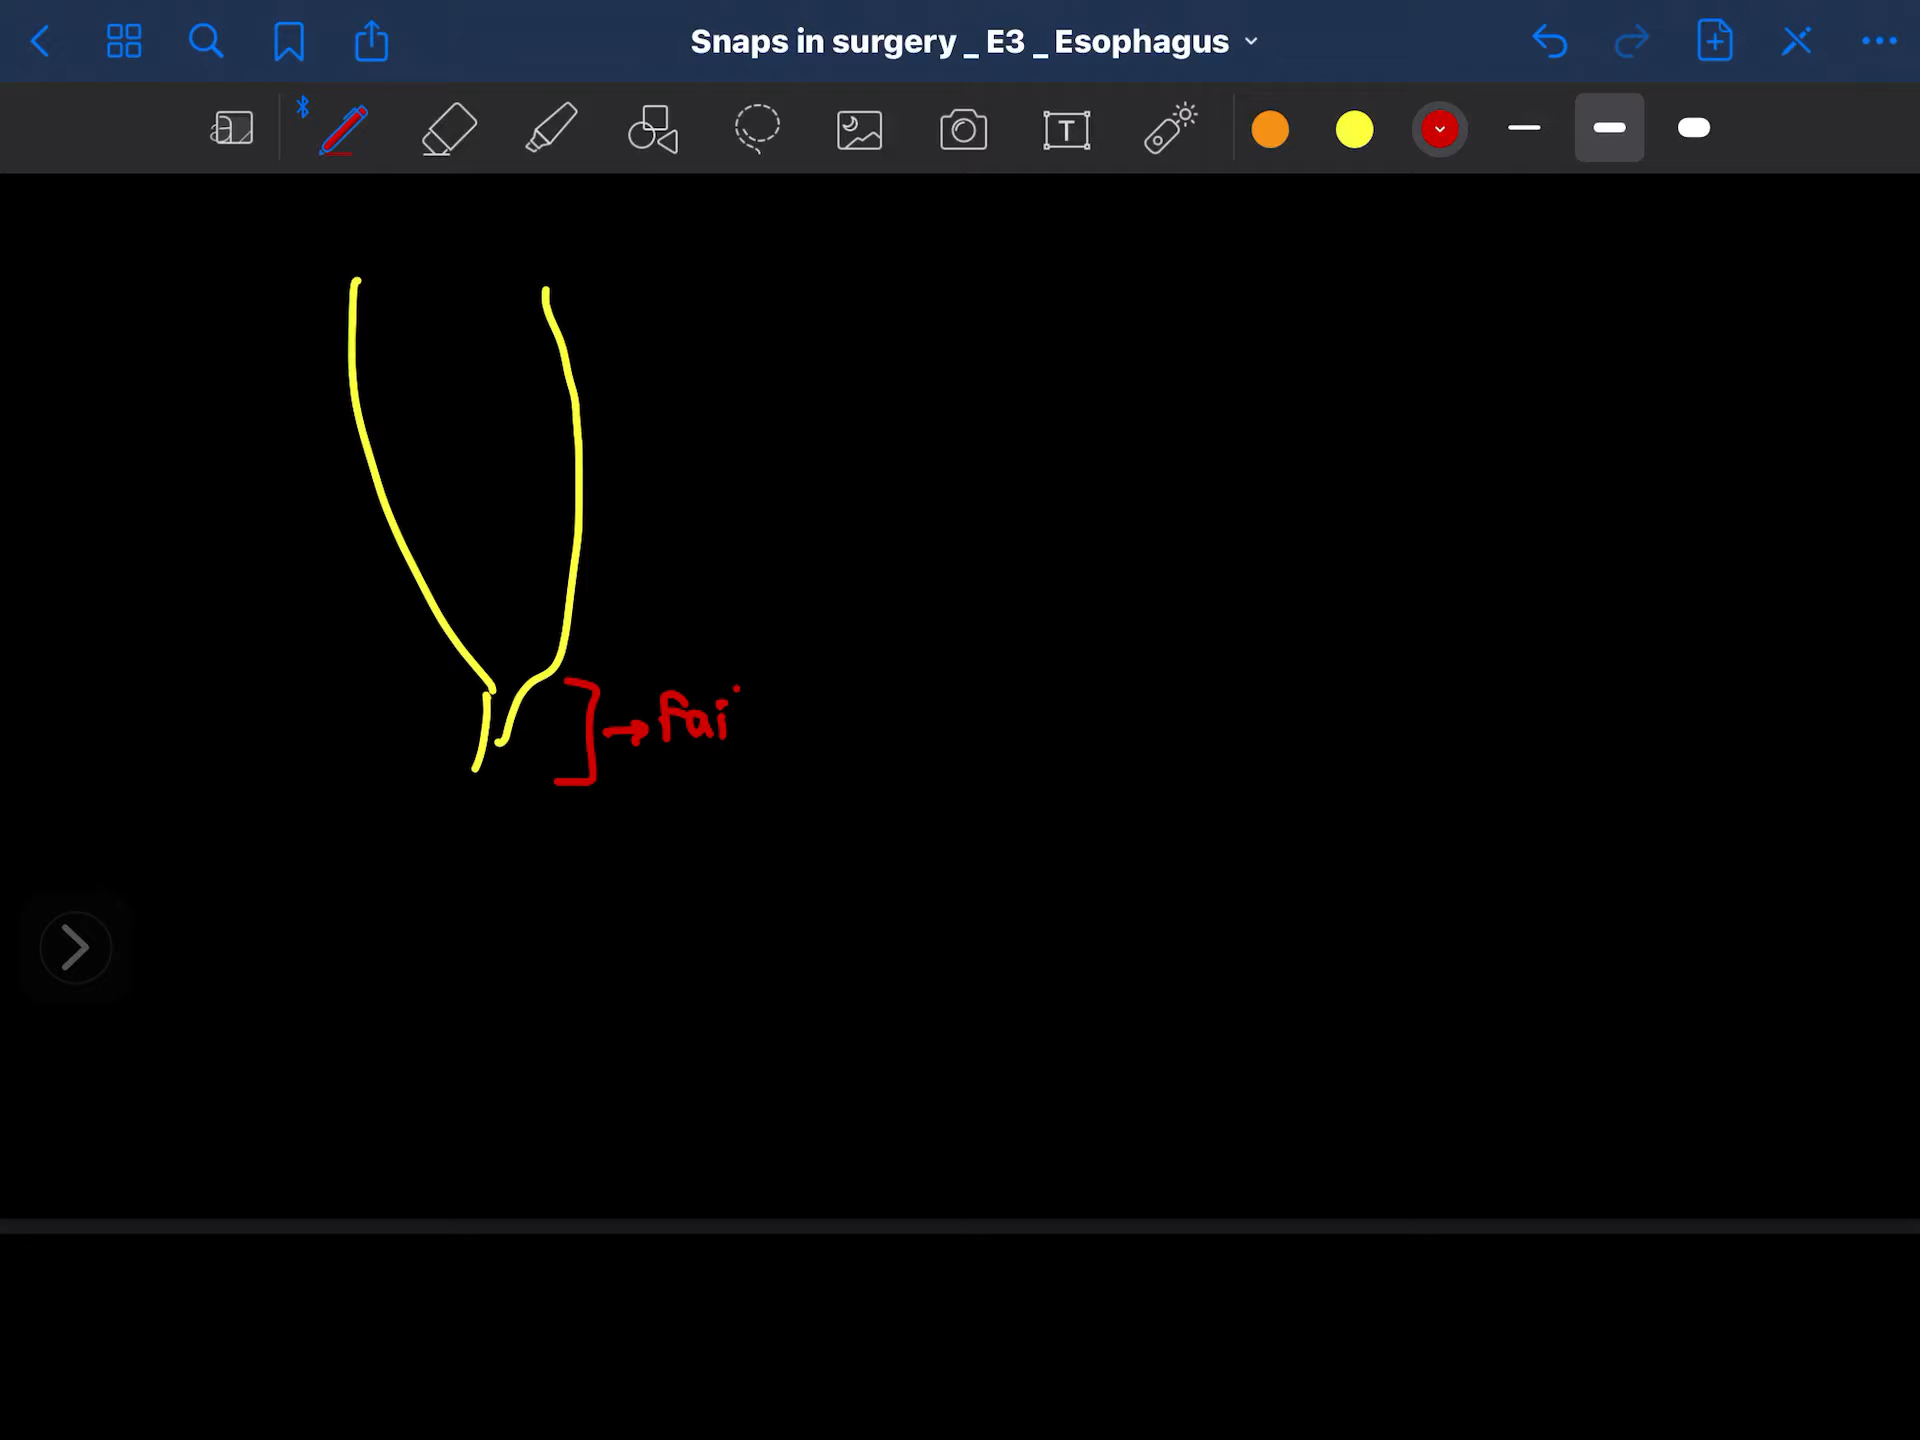 Snaps in surgery _ E3 _ Esophagus
T
→ fai